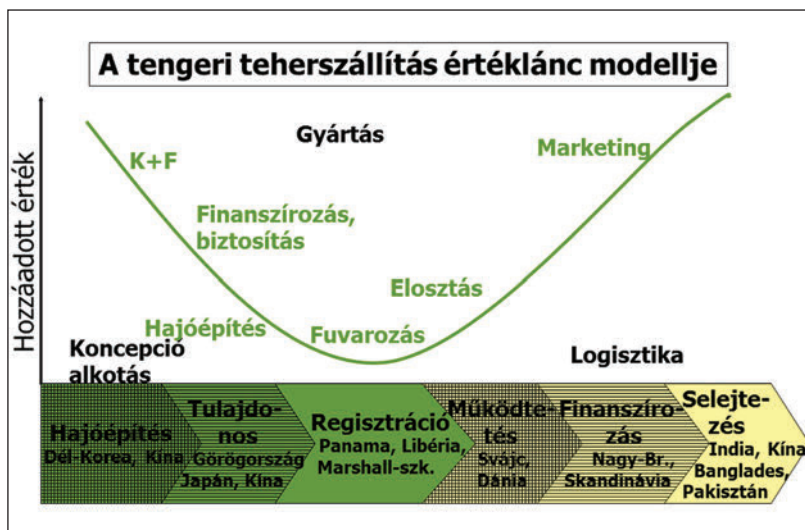 A tengeri teherszállítás értéklánc modellje
Hozzáadott érték
Gyártás
K+F
Marketing
Finanszírozás,
biztosítás
Elosztás
Hajóépítés
Fuvarozás
Koncepció
alkotás
Logisztika
Hajóépítés
Dél-Korea, Kína
Tulajdo-
nos
Görögország
Japán, Kína
Regisztráció
Panama, Libéria,
Marshall-szk.
Működte-
tés
Svájc,
Dánia
Finanszíro-
zás
Nagy-Br.,
Skandinávia
Selejte-
zés
India, Kína
Banglades,
Pakisztán